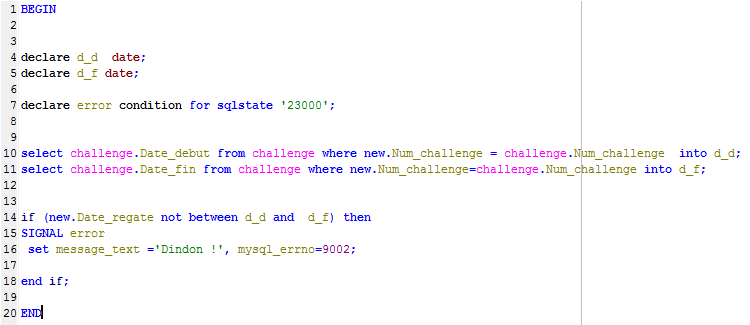 1 BEGIN
2
3
4 declare d_d  date;
5 declare d_f date;
6
7 declare error condition for sqlstate '23000';
8
9
10 select challenge.Date_debut from challenge where new.Num_challenge = challenge.Num_challenge  into d_d;
11 select challenge.Date_fin from challenge where new.Num_challenge=challenge.Num_challenge into d_f;
12
13
14 if (new.Date_regate not between d_d and  d_f) then
15 SIGNAL error
16  set message_text ='Dindon !', mysql_errno=9002;
17
18 end if;
19
20 END